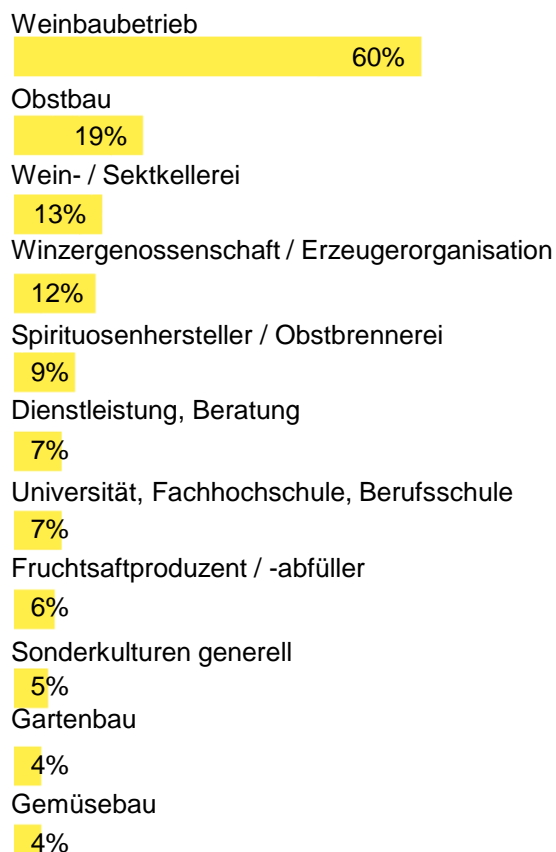 Weinbaubetrieb
60%
Obstbau
19%
Wein- / Sektkellerei
13%
Winzergenossenschaft / Erzeugerorganisation
12%
Spirituosenhersteller / Obstbrennerei
9%
Dienstleistung, Beratung
7%
Universität, Fachhochschule, Berufsschule
7%
Fruchtsaftproduzent / -abfüller
6%
Sonderkulturen generell
5%
Gartenbau
4%
Gemüsebau
4%